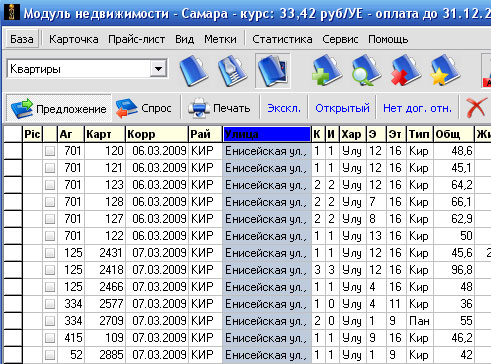 Модуль недвижимости - Самара - курс: 33,42 руб/УЕ - оплата до 31.12.2
База Карточка Прайс-лист Вид Метки Статистика Сервис Помощь
Квартиры
Предложение Спрос Печать Экскл. Открытый Нет дог. отн.
Pic Аг Карт Корр Рай Улица К И Хар Э Эт Тип Общ Жи
701 120 06.03.2009 КИР Енисейская ул., 1 1 Улу 12 16 Кир 48,6
701 121 06.03.2009 КИР Енисейская ул., 1 1 Улу 12 16 Кир 45,1
701 123 06.03.2009 КИР Енисейская ул., 2 2 Улу 12 16 Кир 64,2
701 128 06.03.2009 КИР Енисейская ул., 2 2 Улу 7 16 Кир 66,1
701 127 06.03.2009 КИР Енисейская ул., 2 2 Улу 8 16 Кир 62,9
701 122 06.03.2009 КИР Енисейская ул., 1 1 Улу 13 16 Кир 50
125 2431 07.03.2009 КИР Енисейская ул., 1 1 Улу 12 16 Кир 45,6 2
125 2418 07.03.2009 КИР Енисейская ул., 3 3 Улу 12 16 Кир 96,8
125 2466 07.03.2009 КИР Енисейская ул., 1 1 Улу 4 16 Кир 48
334 2577 07.03.2009 КИР Енисейская ул., 1 0 Улу 4 11 Кир 36
334 2709 07.03.2009 КИР Енисейская ул., 2 0 Улу 1 9 Пан 55
415 109 07.03.2009 КИР Енисейская ул., 1 1 Улу 9 16 Кир 46,2
52 2885 07.03.2009 КИР Енисейская ул., 1 1 Улу 1 9 Кир 42